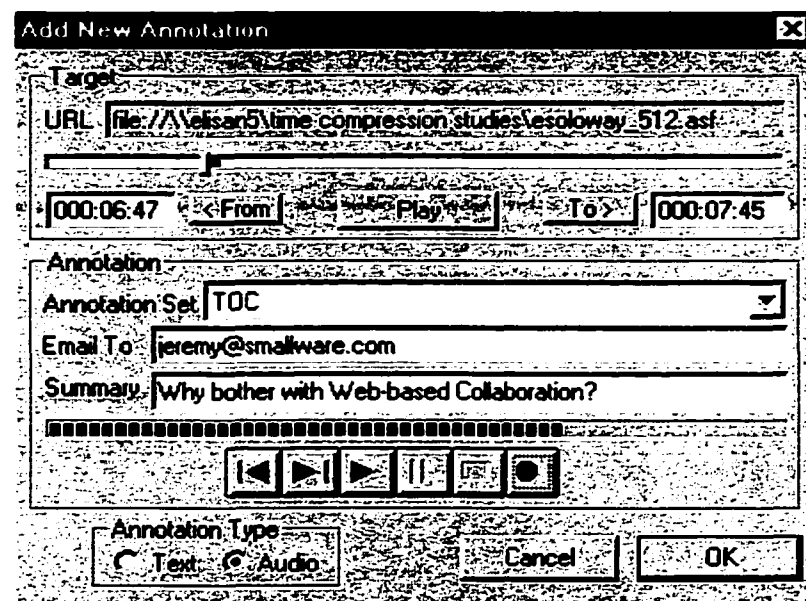 Add New Annotation
Target
URL file://\\elisan5\time compression studies\esoloway_512.asf
000:06:47 < From Play To > 000:07:45
Annotation
Annotation Set TOC
Email To jeremy@smallware.com
Summary Why bother with Web-based Collaboration?
Annotation Type
Text Audio
Cancel OK